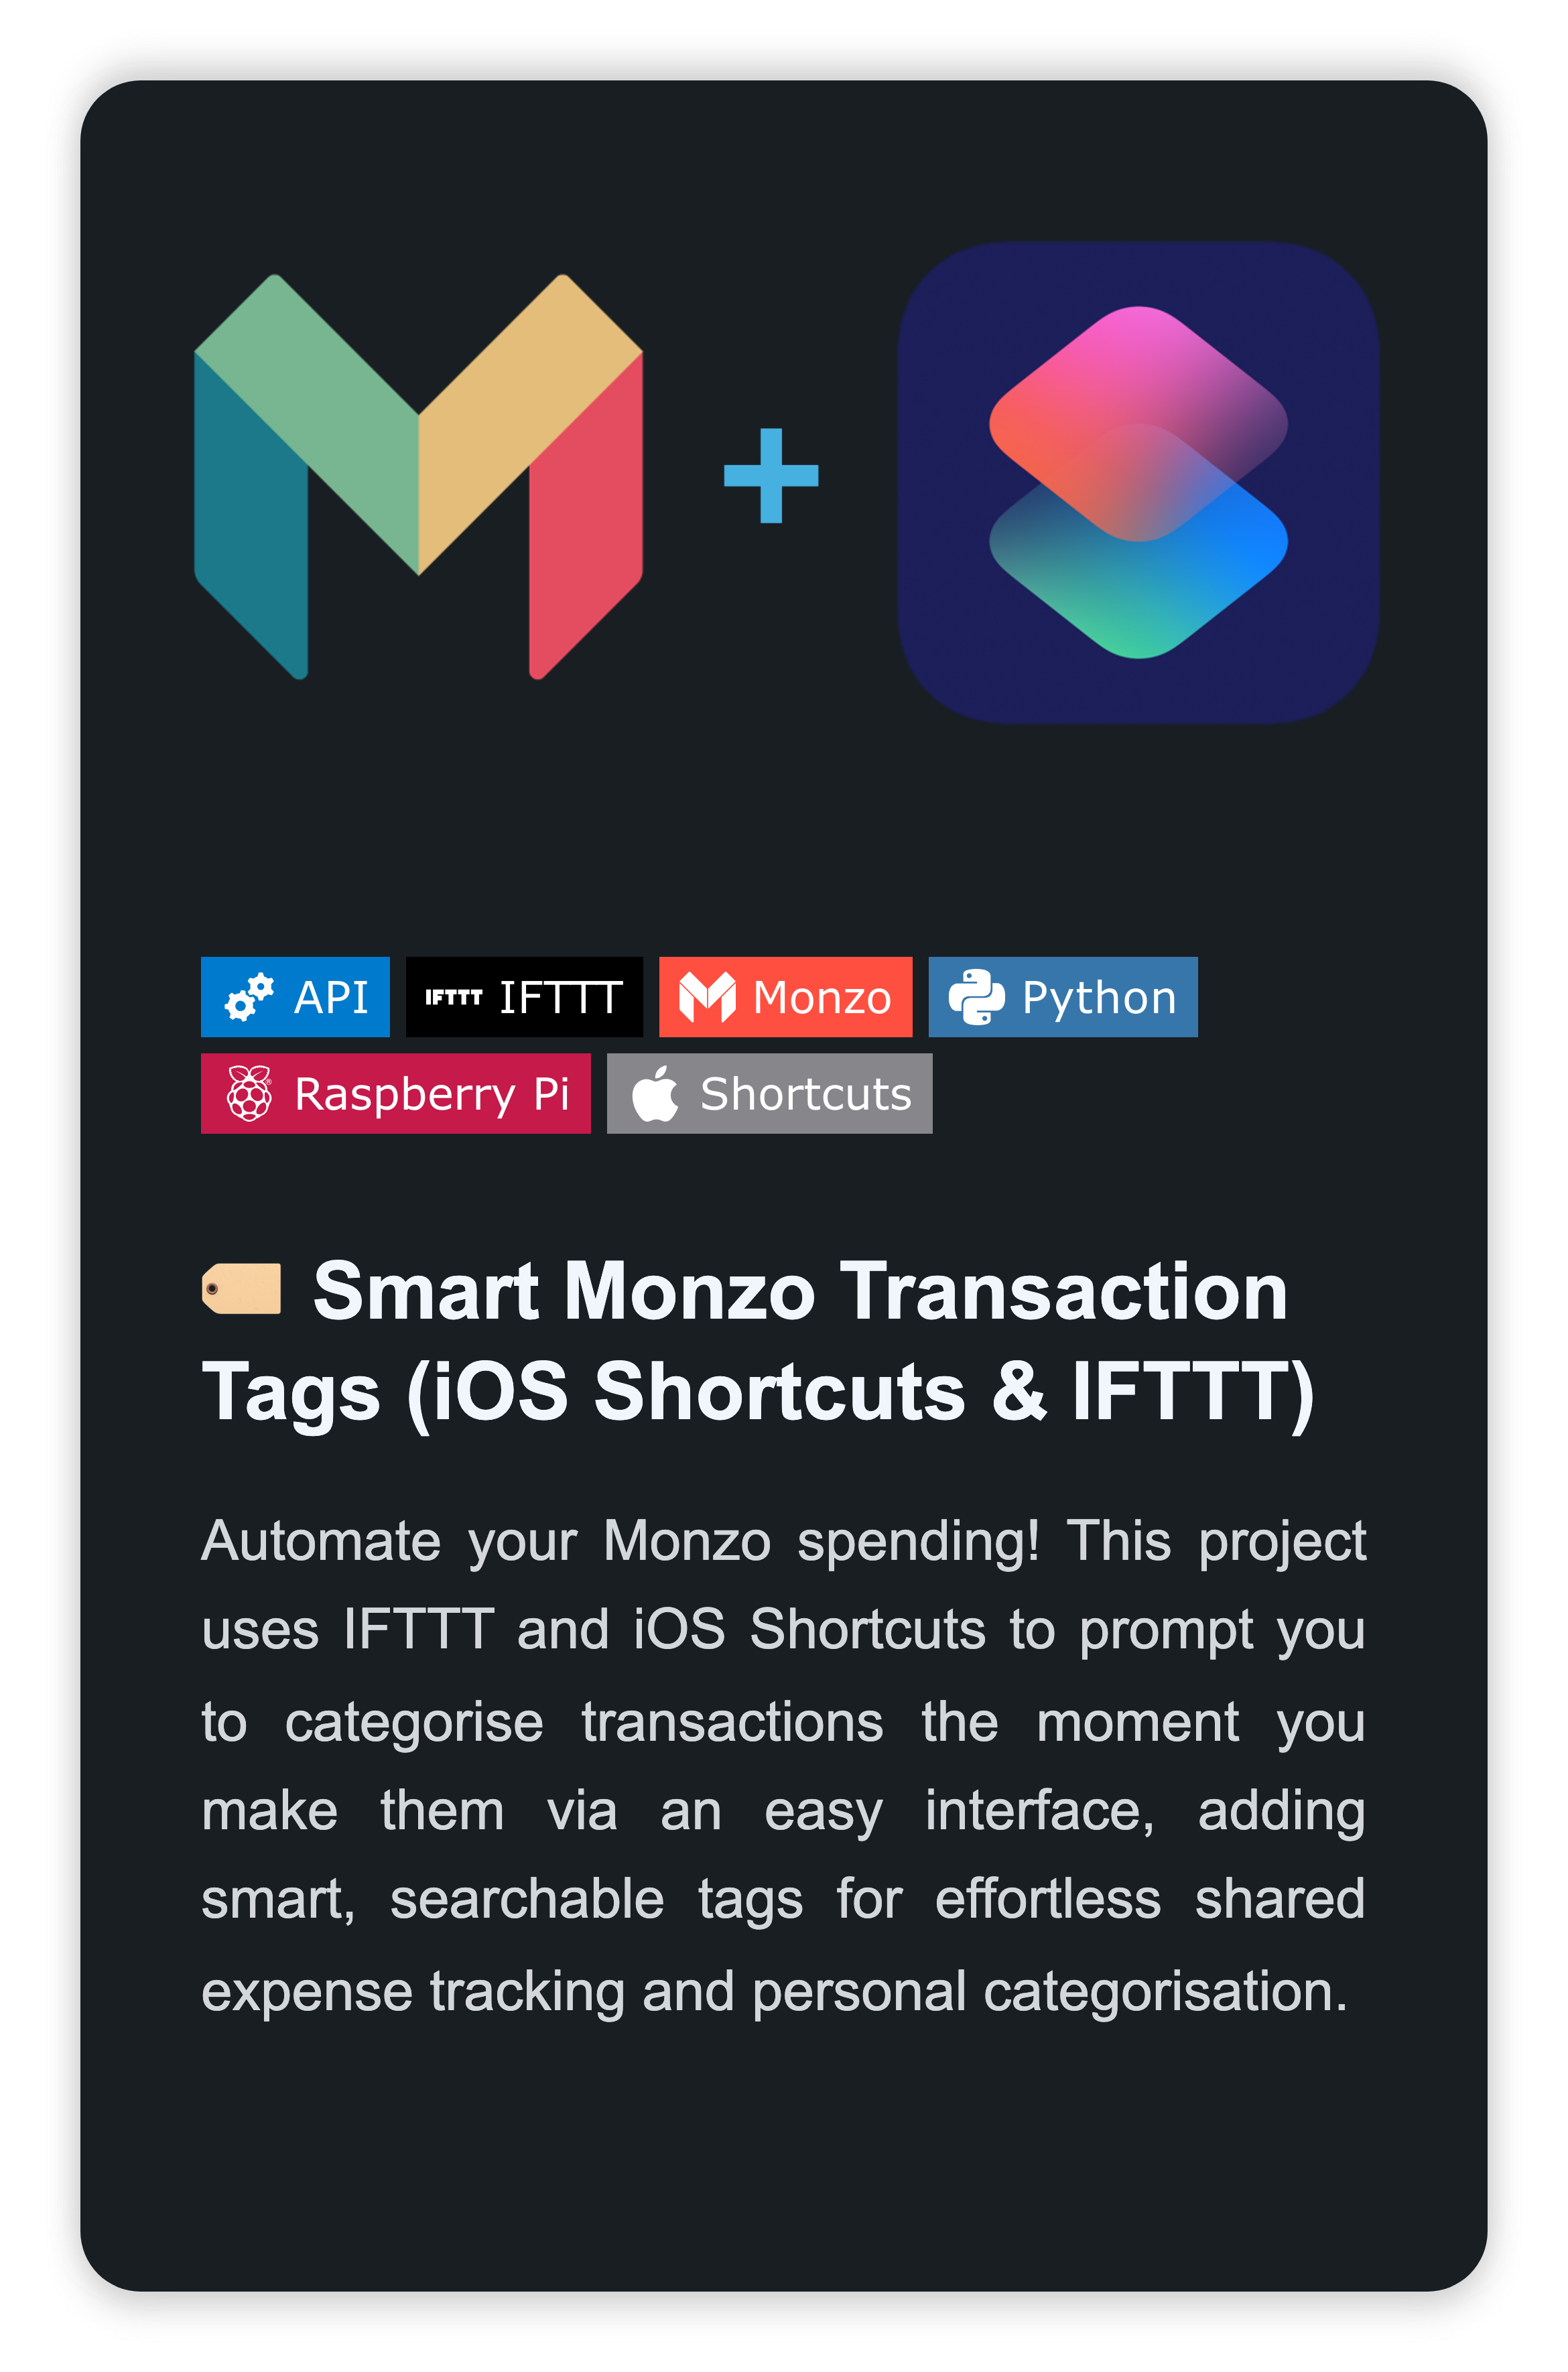 API IFTTT IFTTT Monzo Python
Raspberry Pi Shortcuts
Smart Monzo Transaction
Tags (iOS Shortcuts & IFTTT)
Automate your Monzo spending! This project
uses IFTTT and iOS Shortcuts to prompt you
to categorise transactions the moment you
make them via an easy interface, adding
smart, searchable tags for effortless shared
expense tracking and personal categorisation.